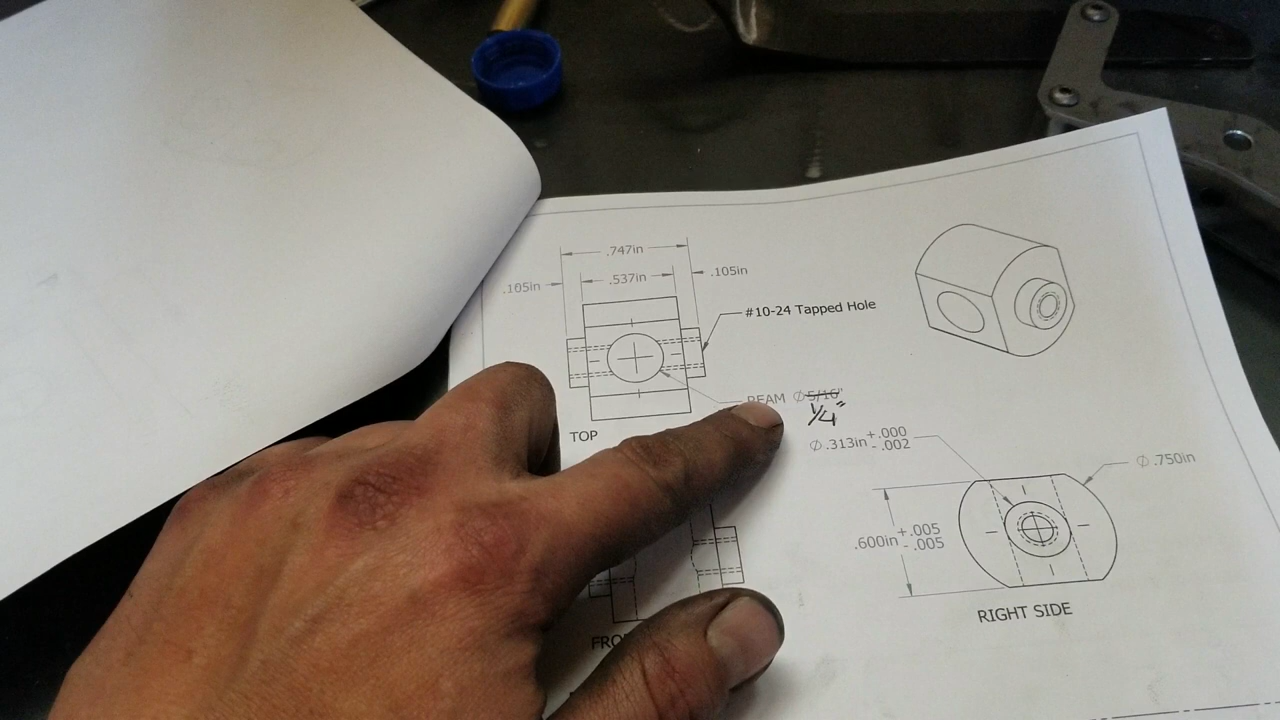 .747in
.105in
.537in
.105in
#10-24 Tapped Hole
REAM Ø5/16"
1/4"
TOP
Ø.313in +.000
-.002
Ø.750in
.600in +.005
-.005
RIGHT SIDE